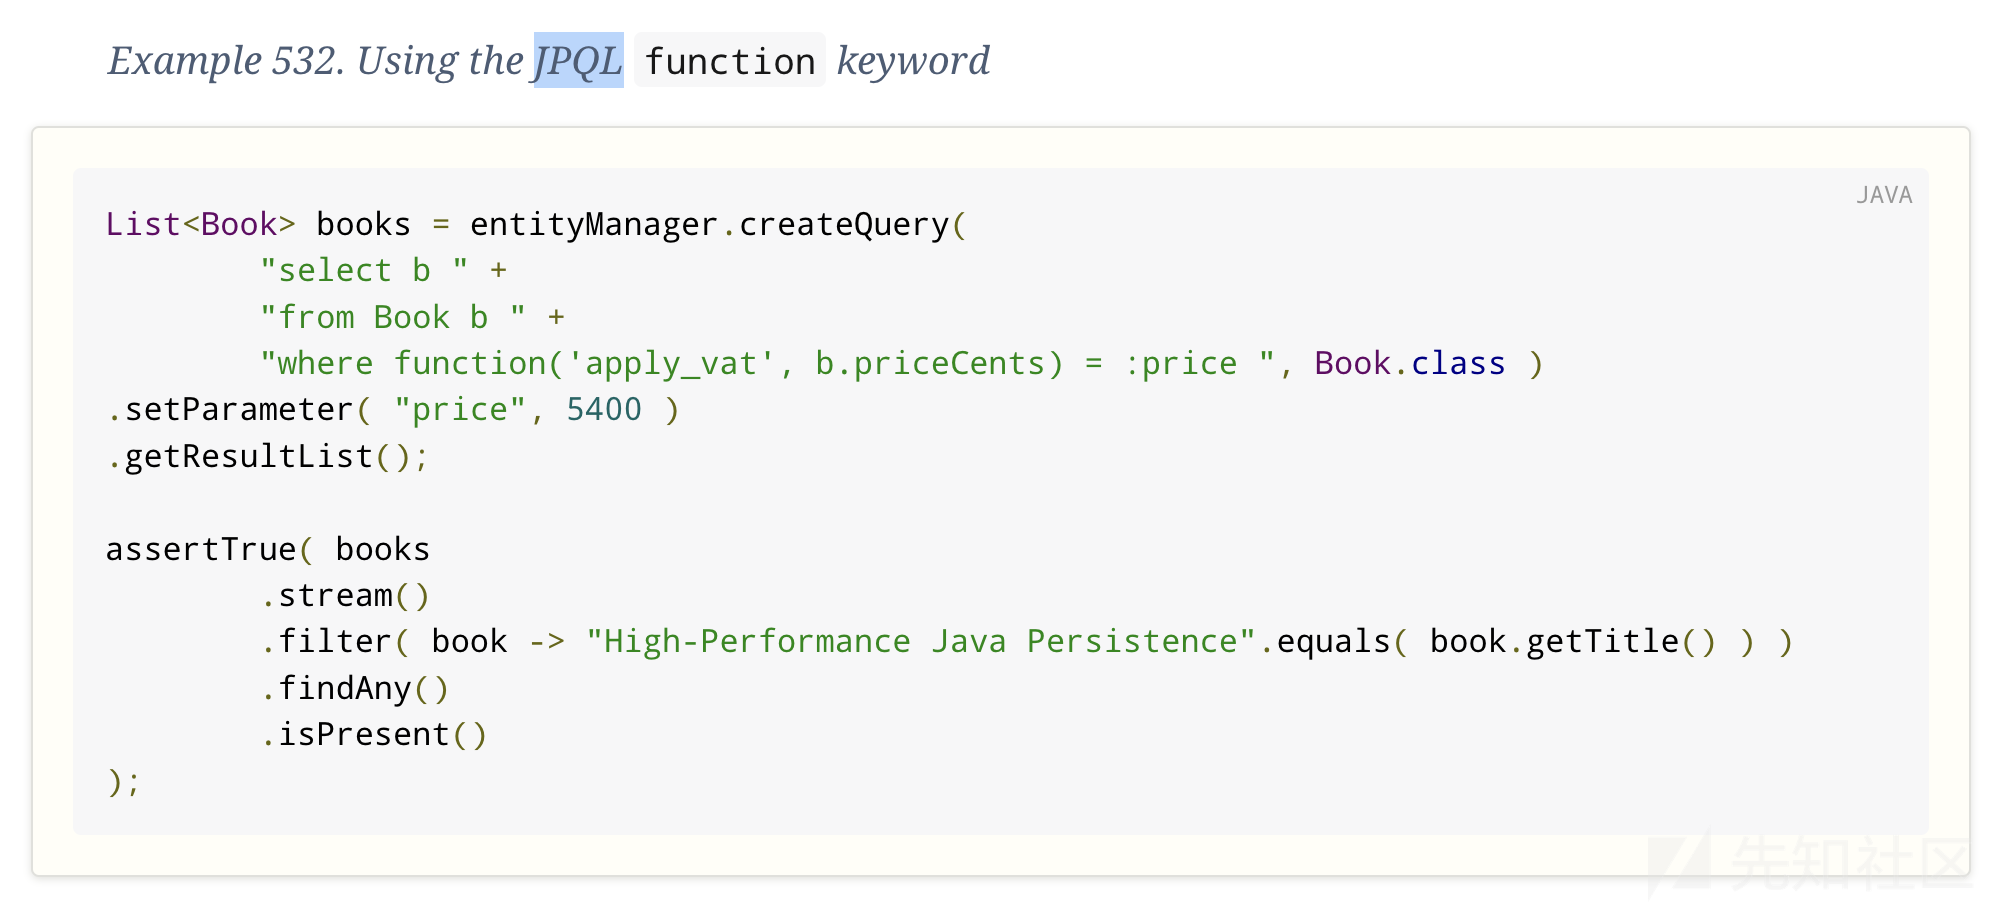 Example 532. Using the JPQL function keyword
JAVA
List<Book> books = entityManager.createQuery(
        "select b " +
        "from Book b " +
        "where function('apply_vat', b.priceCents) = :price ", Book.class )
.setParameter( "price", 5400 )
.getResultList();
assertTrue( books
        .stream()
        .filter( book -> "High-Performance Java Persistence".equals( book.getTitle() ) )
        .findAny()
        .isPresent()
);
先知社区